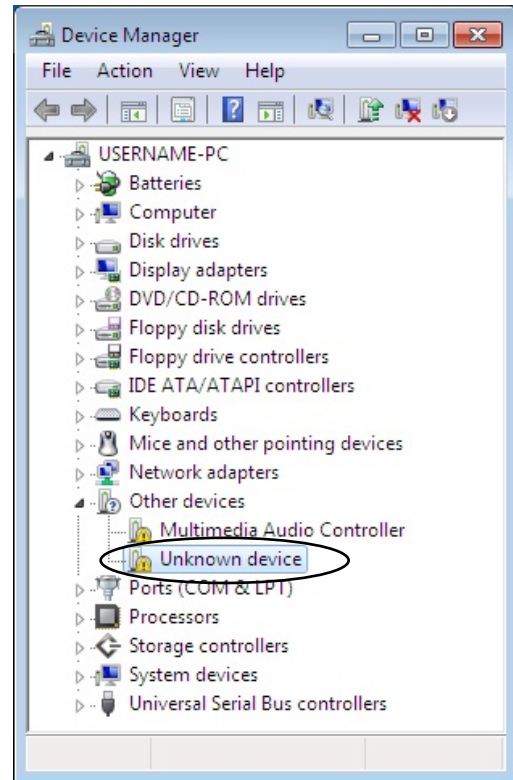 Device Manager
File Action View Help
USERNAME-PC
Batteries
Computer
Disk drives
Display adapters
DVD/CD-ROM drives
Floppy disk drives
Floppy drive controllers
IDE ATA/ATAPI controllers
Keyboards
Mice and other pointing devices
Network adapters
Other devices
Multimedia Audio Controller
Unknown device
Ports (COM & LPT)
Processors
Storage controllers
System devices
Universal Serial Bus controllers